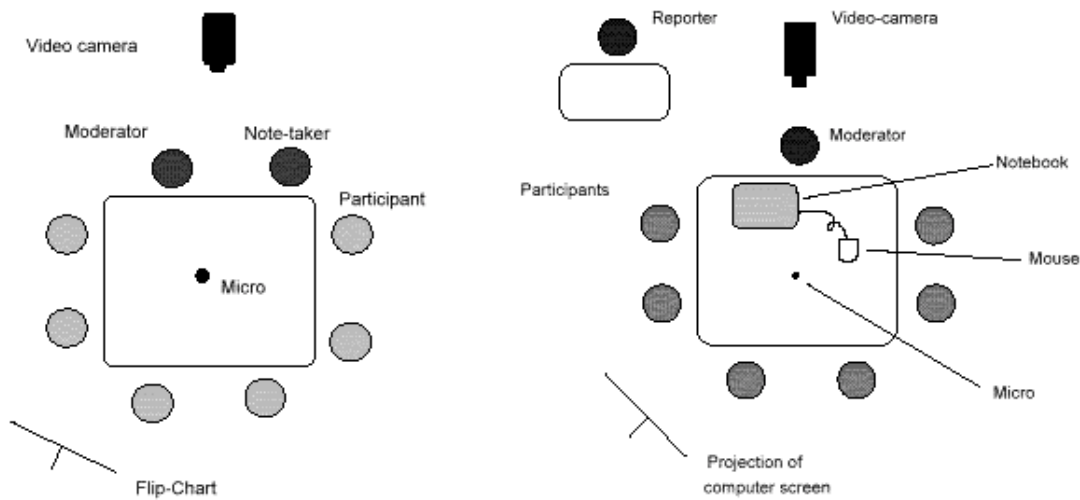 Video camera
Moderator
Note-taker
Participant
Micro
Flip-Chart
Reporter
Video-camera
Moderator
Notebook
Participants
Mouse
Micro
Projection of
computer screen